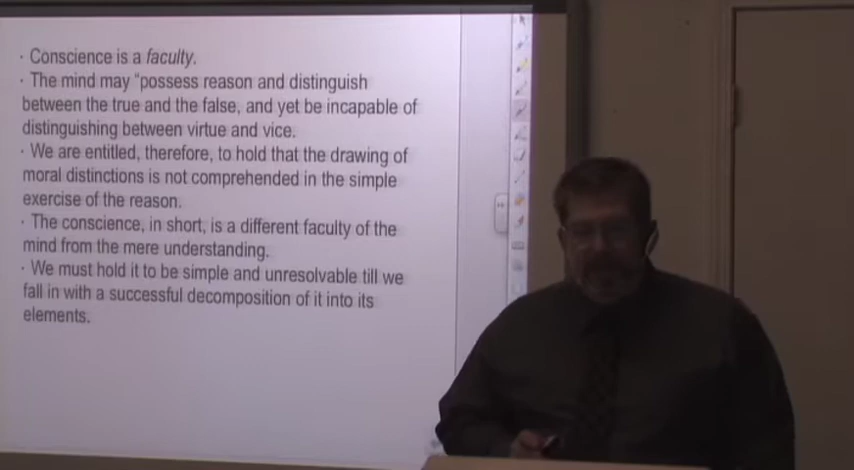 · Conscience is a faculty.
· The mind may "possess reason and distinguish
between the true and the false, and yet be incapable of
distinguishing between virtue and vice.
· We are entitled, therefore, to hold that the drawing of
moral distinctions is not comprehended in the simple
exercise of the reason.
· The conscience, in short, is a different faculty of the
mind from the mere understanding.
· We must hold it to be simple and unresolvable till we
fall in with a successful decomposition of it into its
elements.